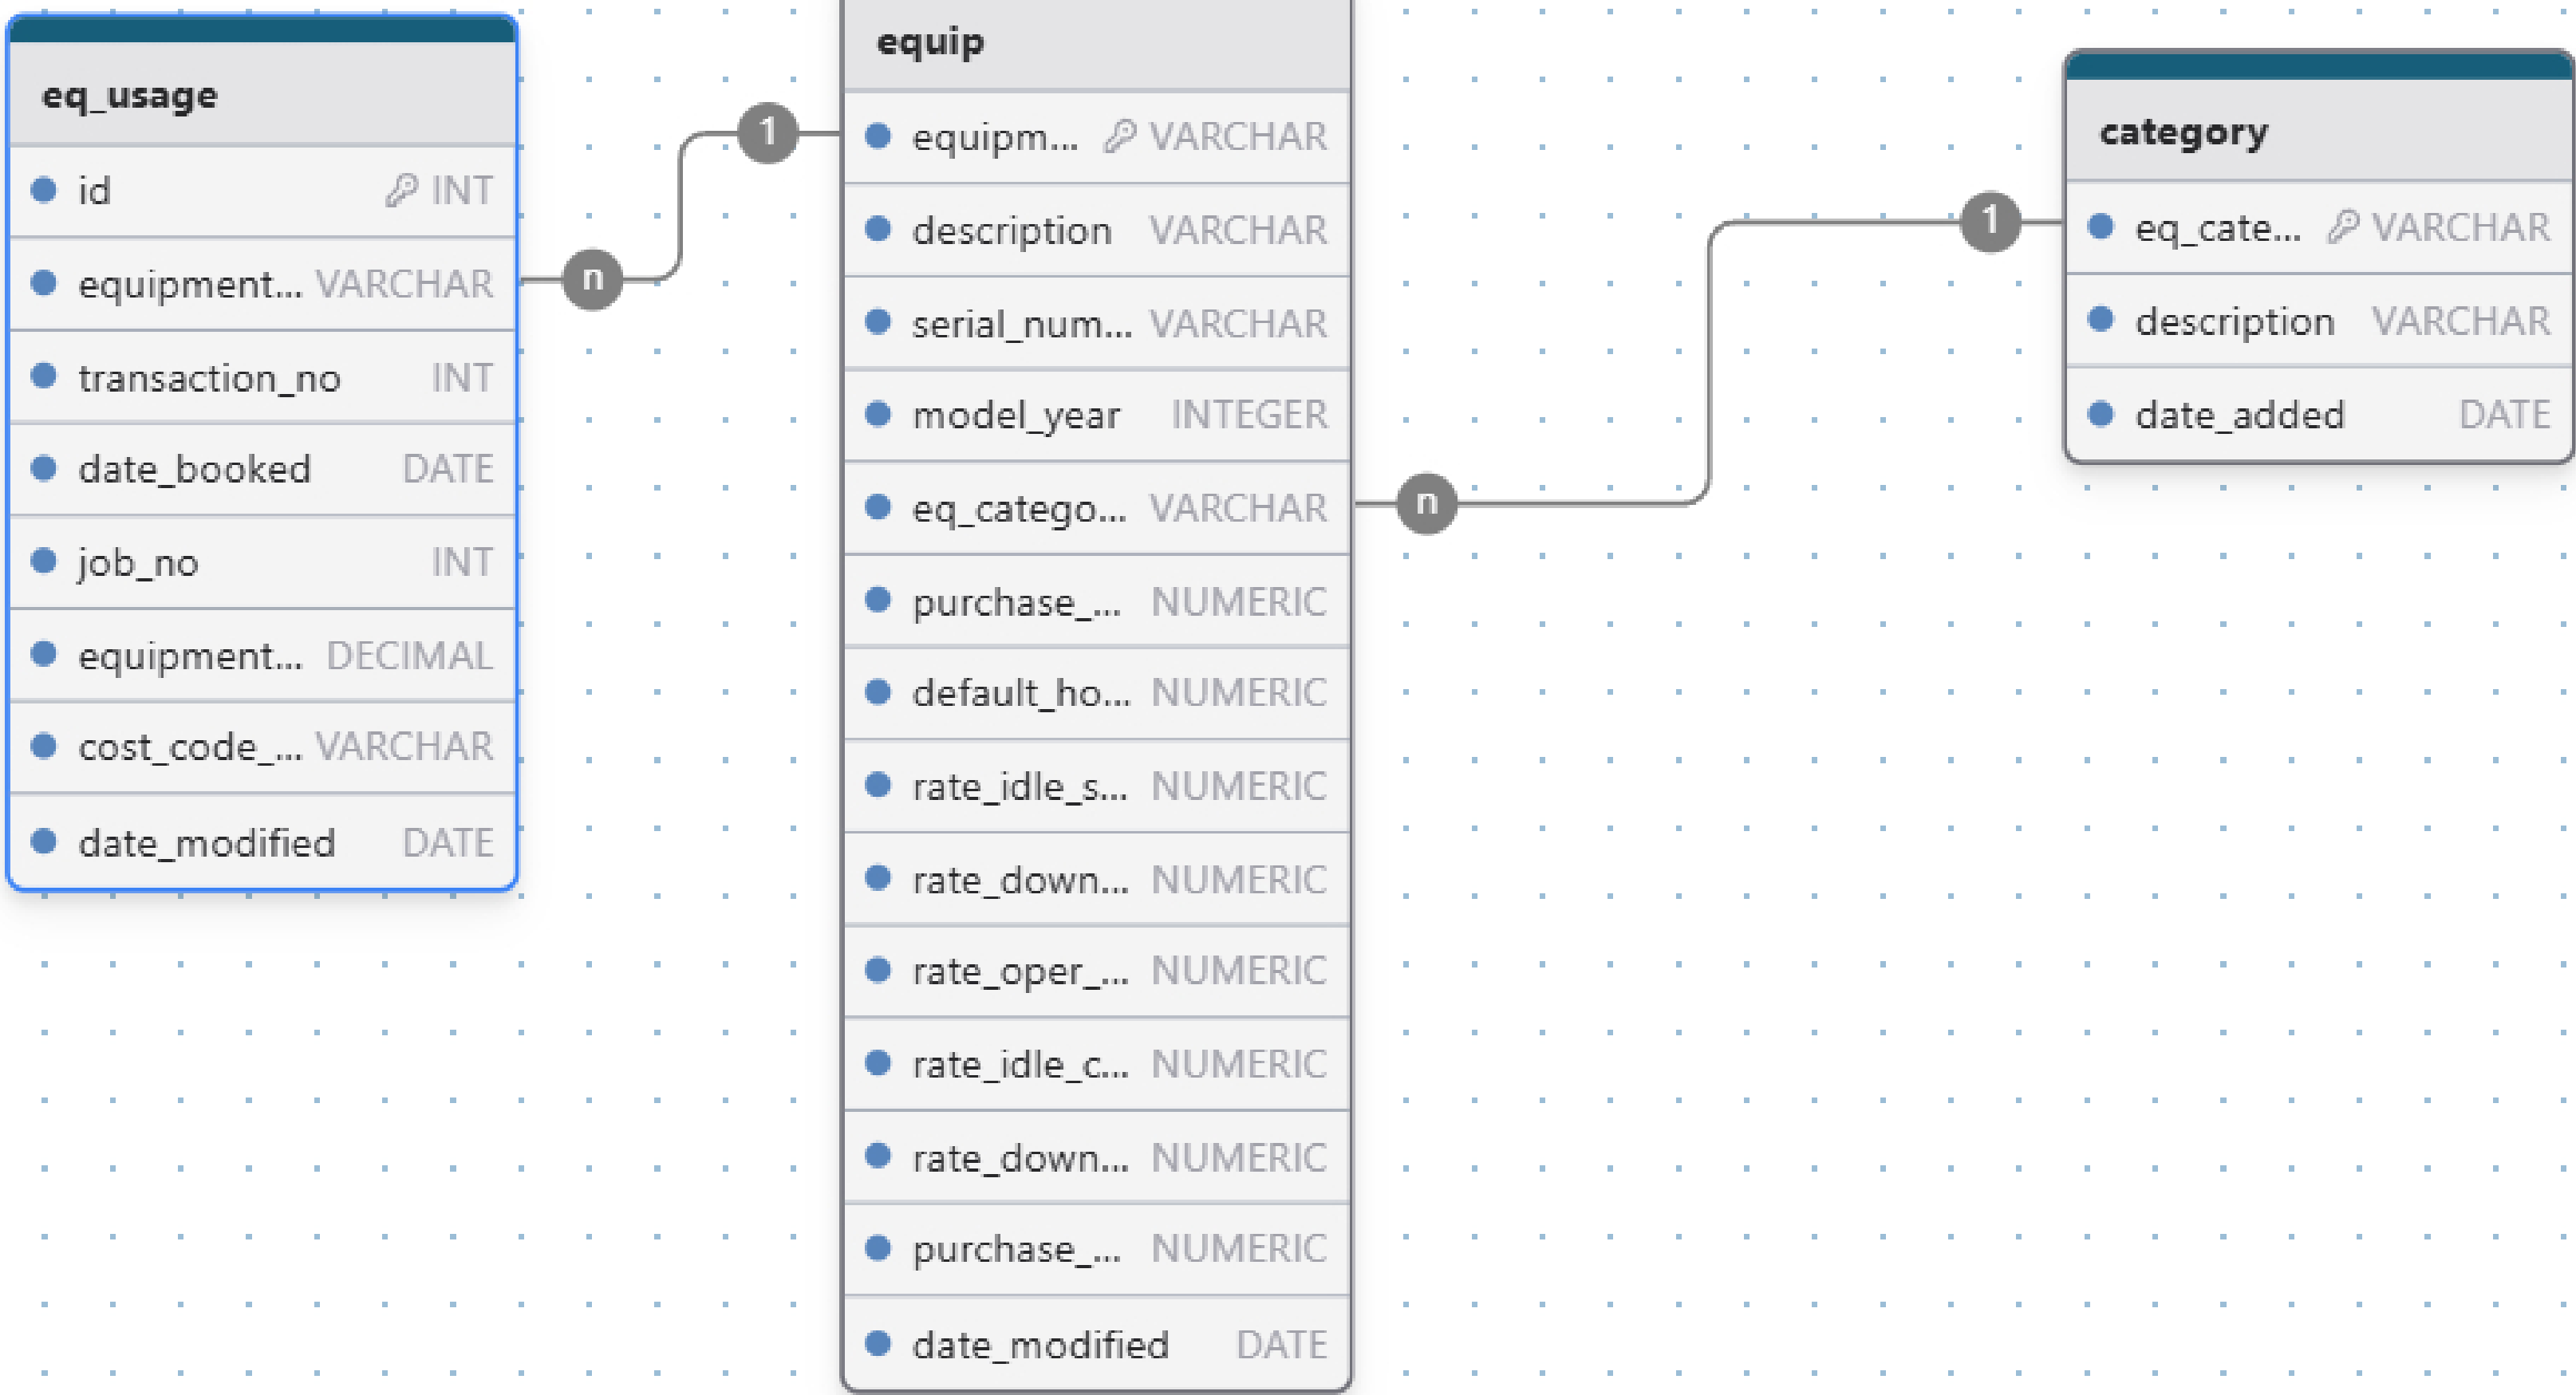 eq_usage
id INT
equipment... VARCHAR
transaction_no INT
date_booked DATE
job_no INT
equipment... DECIMAL
cost_code_... VARCHAR
date_modified DATE
n
1
equip
equipm... VARCHAR
description VARCHAR
serial_num... VARCHAR
model_year INTEGER
eq_catego... VARCHAR
purchase_... NUMERIC
default_ho... NUMERIC
rate_idle_s... NUMERIC
rate_down... NUMERIC
rate_oper_... NUMERIC
rate_idle_c... NUMERIC
rate_down... NUMERIC
purchase_... NUMERIC
date_modified DATE
n
1
category
eq_cate... VARCHAR
description VARCHAR
date_added DATE